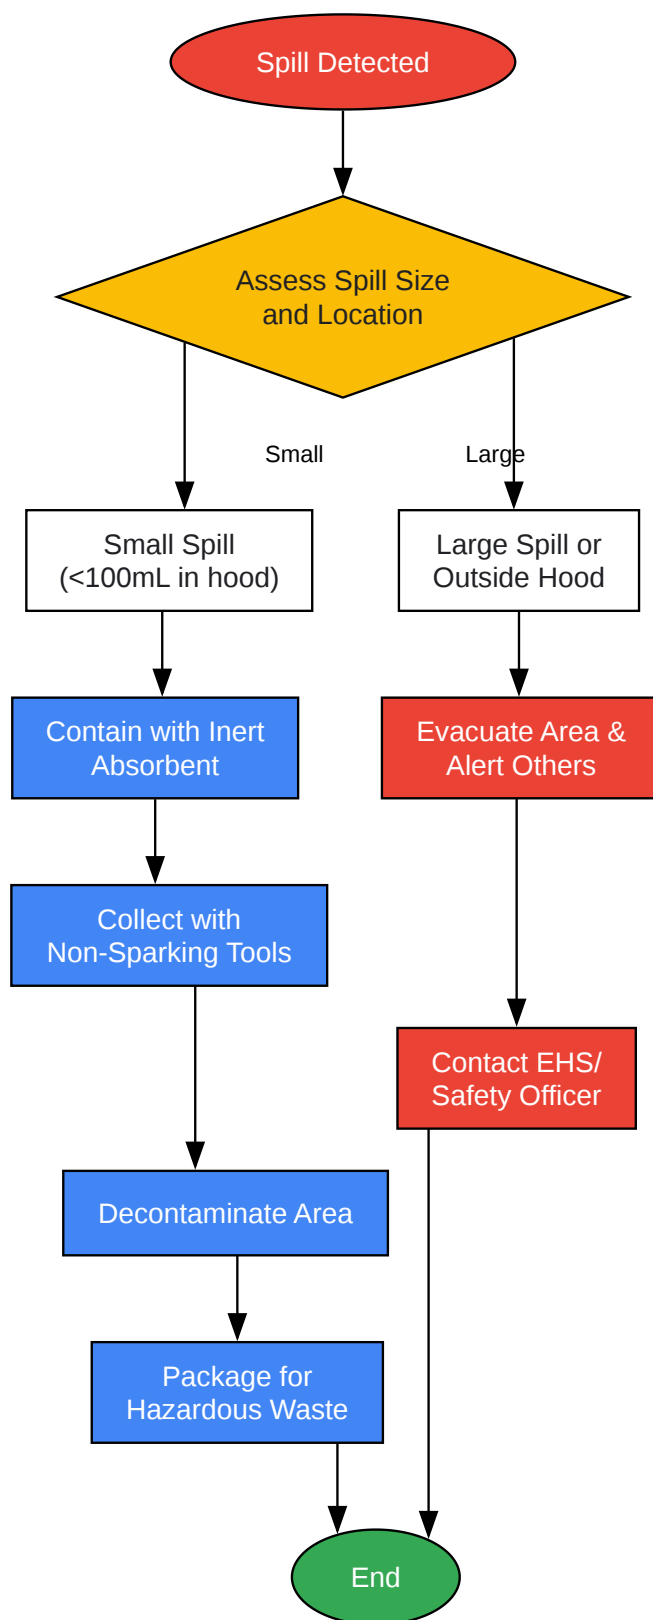 Spill Detected
Assess Spill Size
and Location
Small
Large
Small Spill
(<100mL in hood)
Large Spill or
Outside Hood
Contain with Inert
Absorbent
Evacuate Area &
Alert Others
Collect with
Non-Sparking Tools
Contact EHS/
Safety Officer
Decontaminate Area
Package for
Hazardous Waste
End